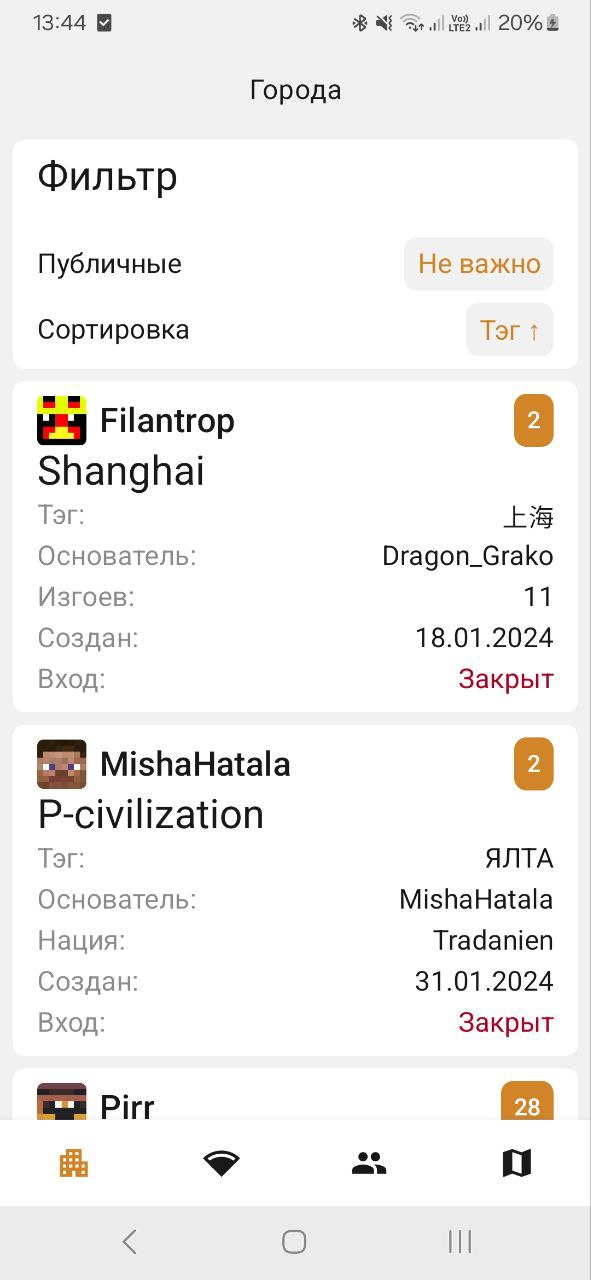 13:44 Vo)) LTE2 20%
Города
Фильтр
Публичные Не важно
Сортировка Тэг ↑
Filantrop 2
Shanghai
Тэг: 上海
Основатель: Dragon_Grako
Изгоев: 11
Создан: 18.01.2024
Вход: Закрыт
MishaHatala 2
P-civilization
Тэг: ЯЛТА
Основатель: MishaHatala
Нация: Tradanien
Создан: 31.01.2024
Вход: Закрыт
Pirr 28